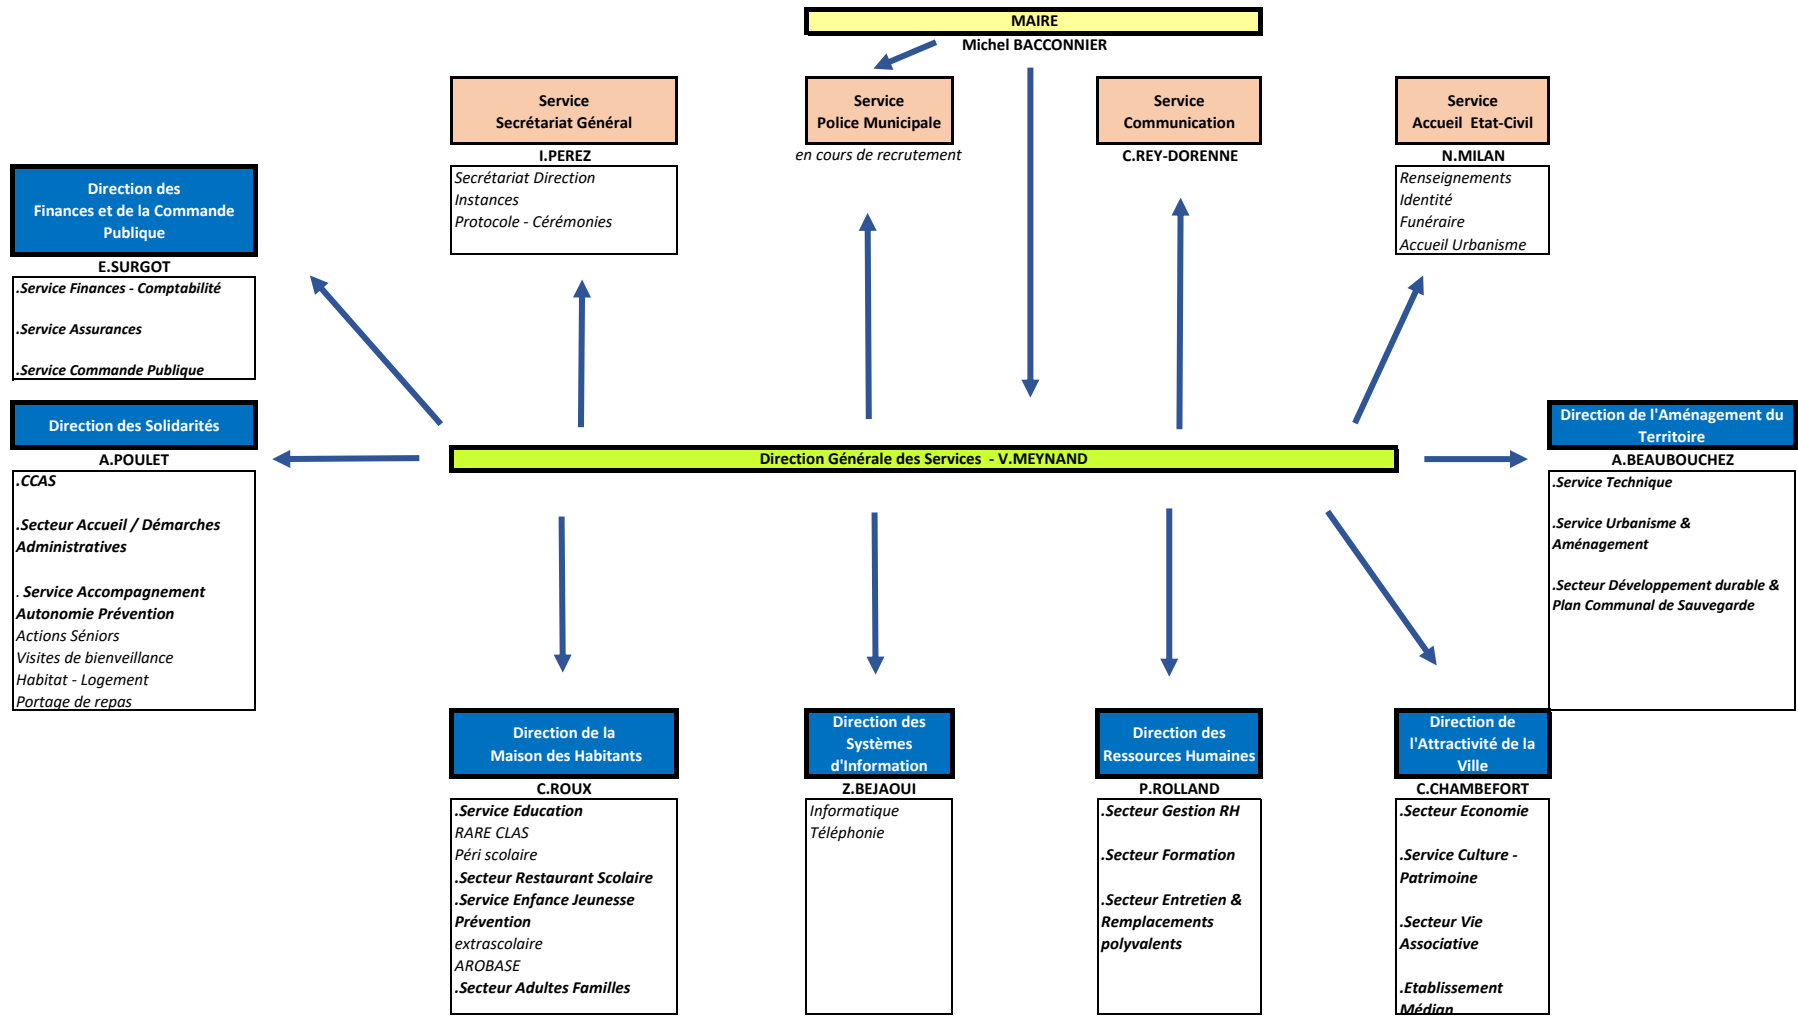 MAIRE
Michel BACCONNIER
Service
Secrétariat Général
I.PEREZ
Secrétariat Direction
Instances
Protocole - Cérémonies
Service
Police Municipale
en cours de recrutement
Service
Communication
C.REY-DORENNE
Service
Accueil Etat-Civil
N.MILAN
Renseignements
Identité
Funéraire
Accueil Urbanisme
Direction des
Finances et de la Commande
Publique
E.SURGOT
.Service Finances - Comptabilité
.Service Assurances
.Service Commande Publique
Direction des Solidarités
A.POULET
.CCAS
.Secteur Accueil / Démarches
Administratives
. Service Accompagnement
Autonomie Prévention
Actions Séniors
Visites de bienveillance
Habitat - Logement
Portage de repas
Direction Générale des Services - V.MEYNAND
Direction de l'Aménagement du
Territoire
A.BEAUBOUCHEZ
.Service Technique
.Service Urbanisme &
Aménagement
.Secteur Développement durable &
Plan Communal de Sauvegarde
Direction de la
Maison des Habitants
C.ROUX
.Service Education
RARE CLAS
Péri scolaire
.Secteur Restaurant Scolaire
.Service Enfance Jeunesse
Prévention
extrascolaire
AROBASE
.Secteur Adultes Familles
Direction des
Systèmes
d'Information
Z.BEJAOUI
Informatique
Téléphonie
Direction des
Ressources Humaines
P.ROLLAND
.Secteur Gestion RH
.Secteur Formation
.Secteur Entretien &
Remplacements
polyvalents
Direction de
l'Attractivité de la
Ville
C.CHAMBEFORT
.Secteur Economie
.Service Culture -
Patrimoine
.Secteur Vie
Associative
.Etablissement
Médian